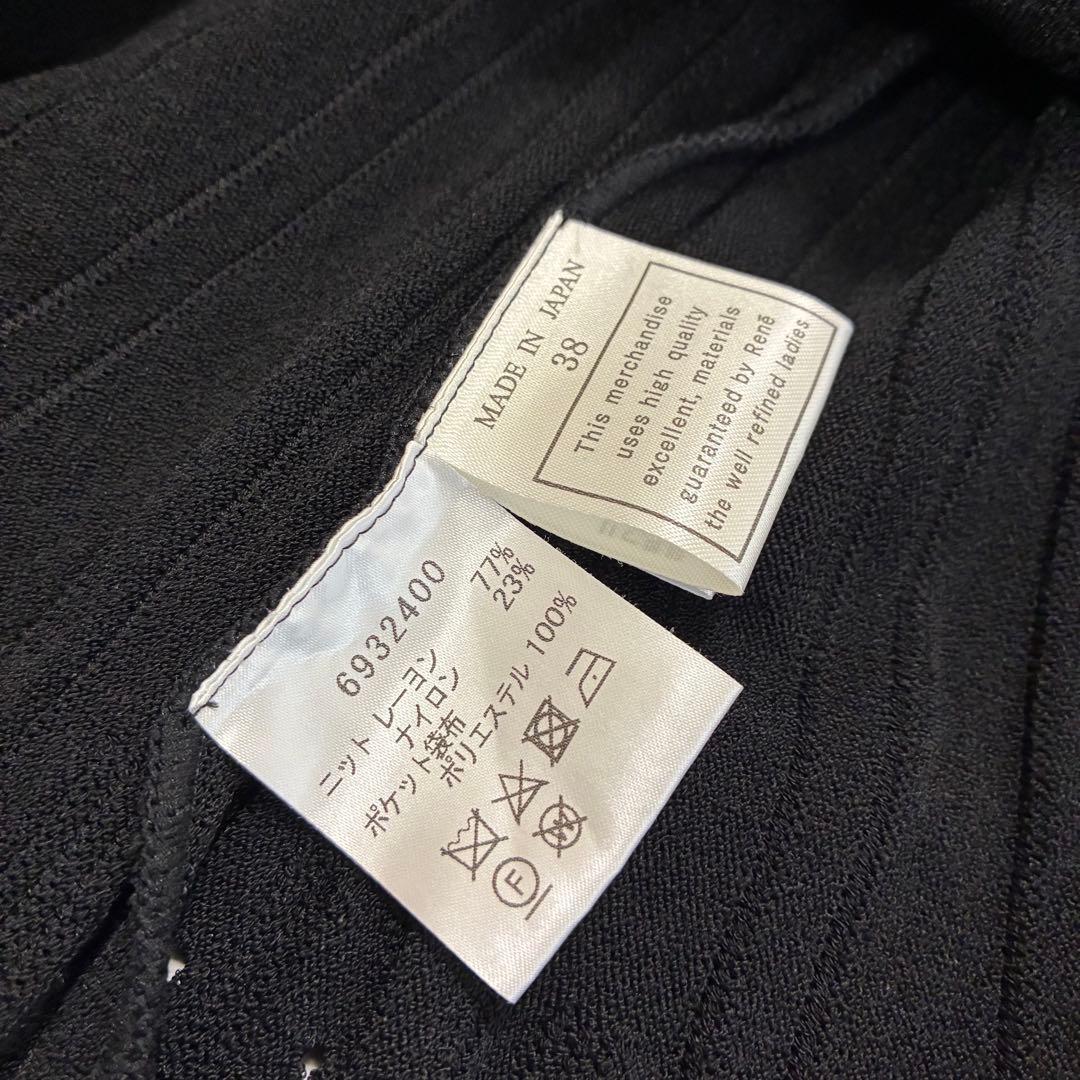 MADE IN JAPAN
38
This merchandise
uses high quality
excellent, materials
guaranteed by René
the well refined ladies
6932400
ニット レーヨン 77%
ナイロン 23%
ポケット袋布
ポリエステル 100%
F